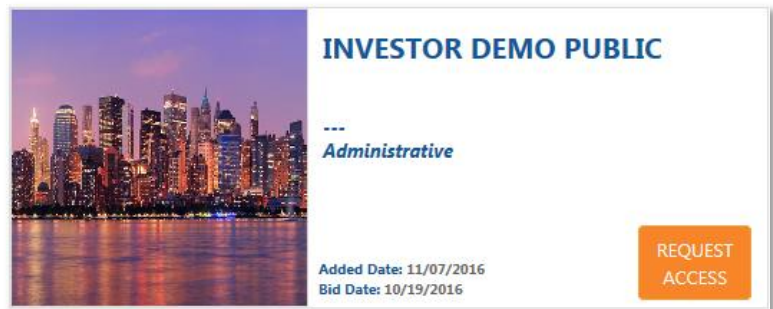 INVESTOR DEMO PUBLIC
---
Administrative
Added Date: 11/07/2016
Bid Date: 10/19/2016
REQUEST
ACCESS